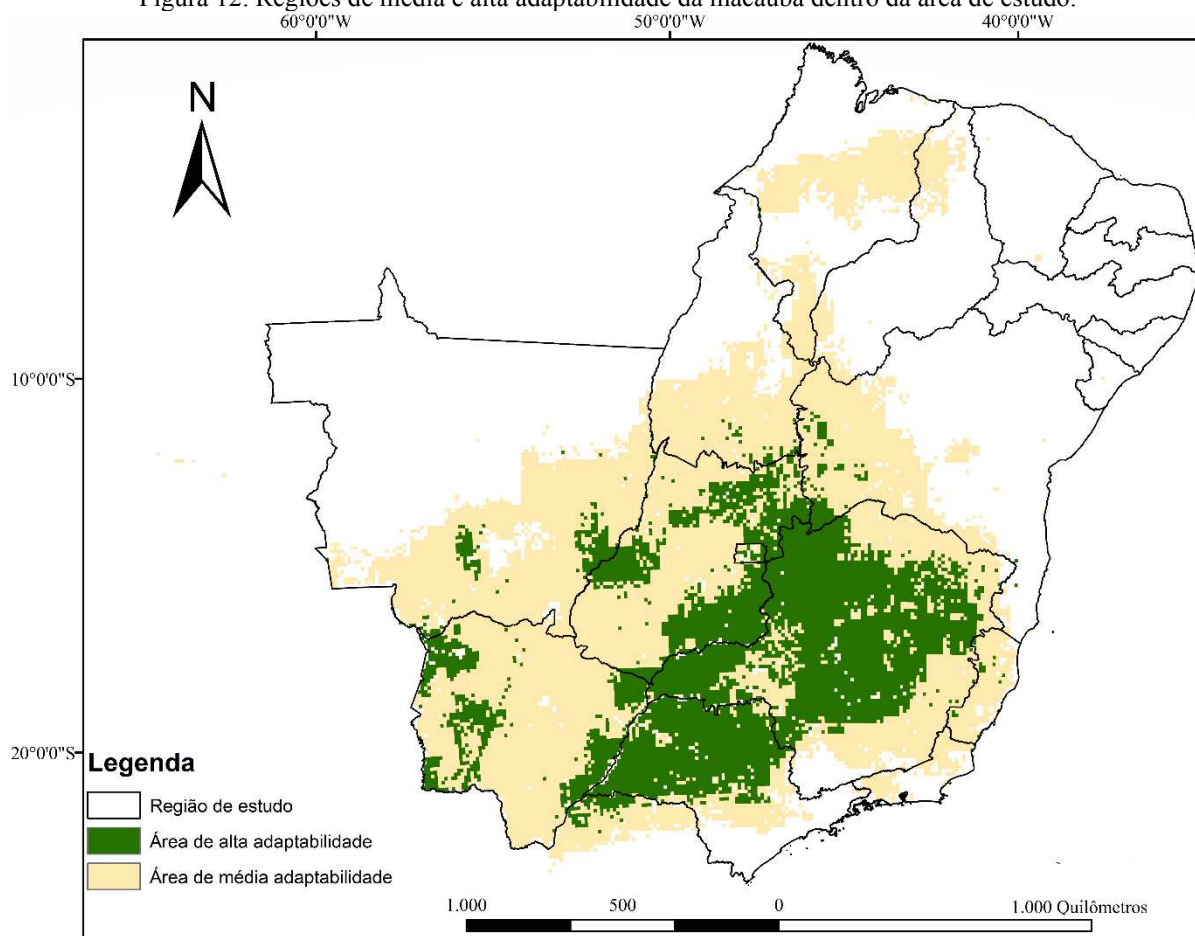 Figura 12. Regiões de média e alta adaptabilidade da macaúba dentro da área de estudo.
60°0'0"W 50°0'0"W 40°0'0"W
N
10°0'0"S
20°0'0"S
Legenda
Região de estudo
Área de alta adaptabilidade
Área de média adaptabilidade
1.000 500 0 1.000 Quilômetros